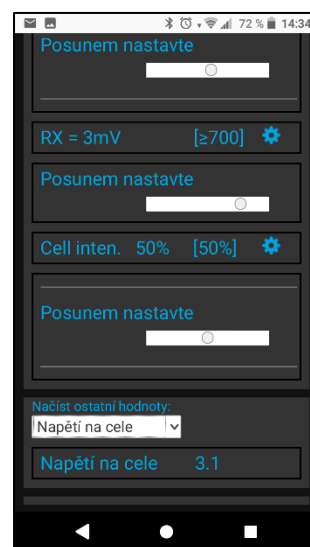 72 % 14:34
Posunem nastavte
RX = 3mV [≥700]
Posunem nastavte
Cell inten. 50% [50%]
Posunem nastavte
Načíst ostatní hodnoty:
Napětí na cele
Napětí na cele 3.1